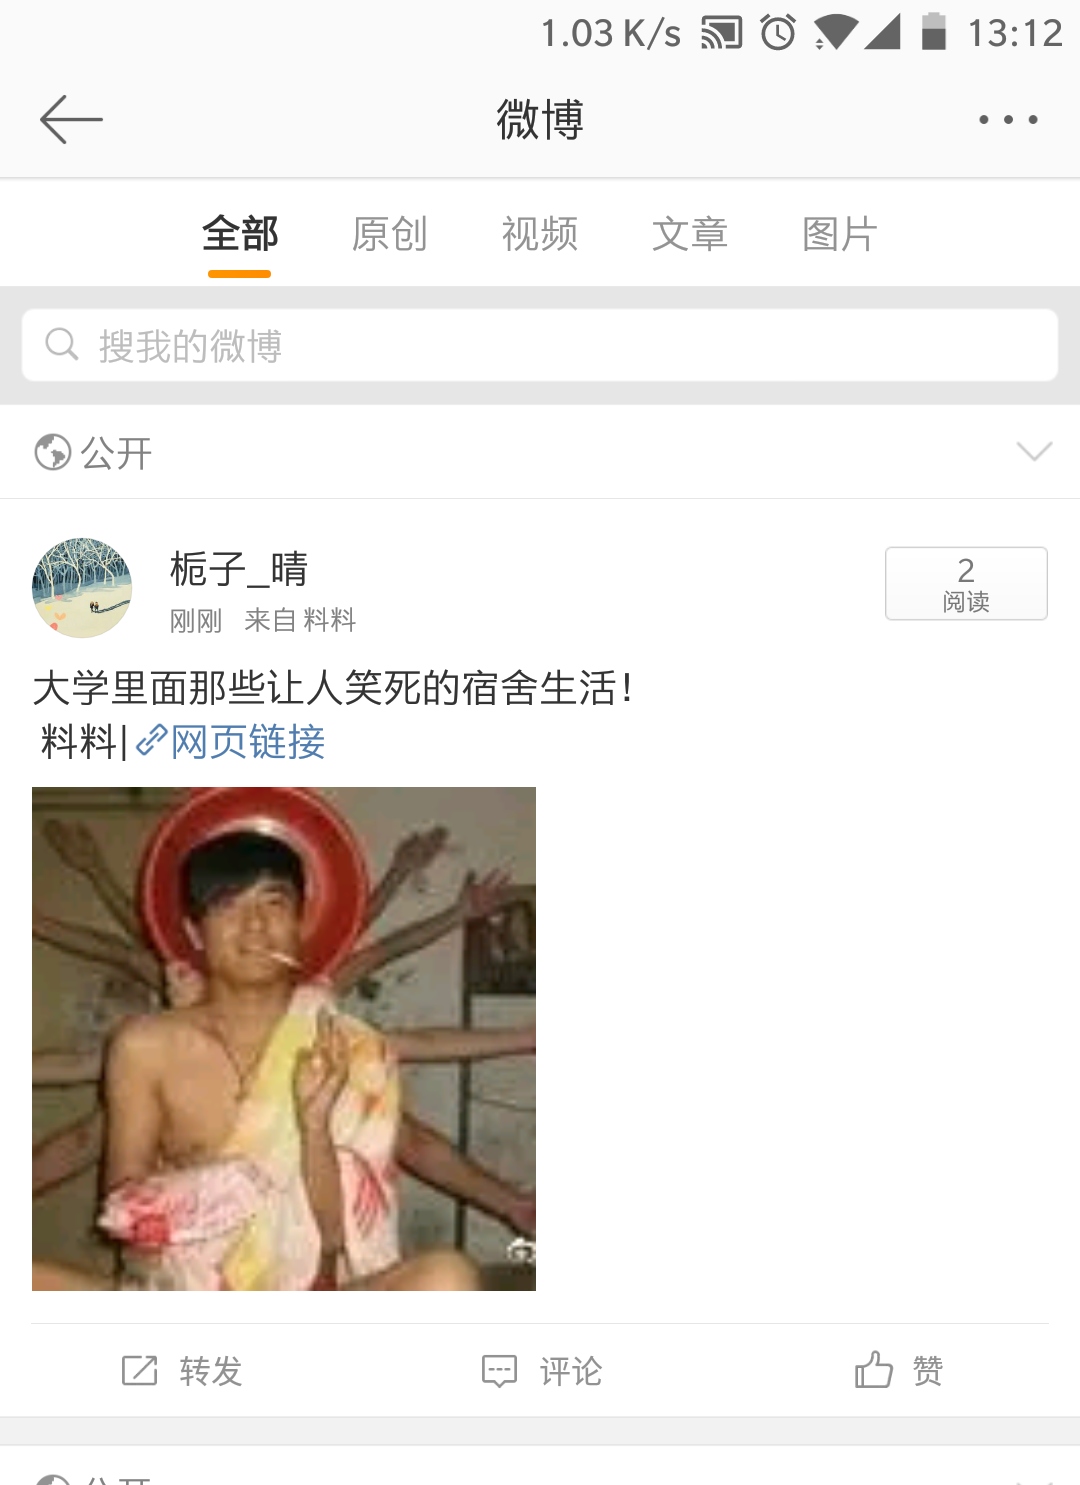 1.03 K/s 13:12
微博
全部 原创 视频 文章 图片
搜我的微博
公开
栀子_晴
刚刚 来自 料料
2
阅读
大学里面那些让人笑死的宿舍生活！
料料|网页链接
转发 评论 赞
公开